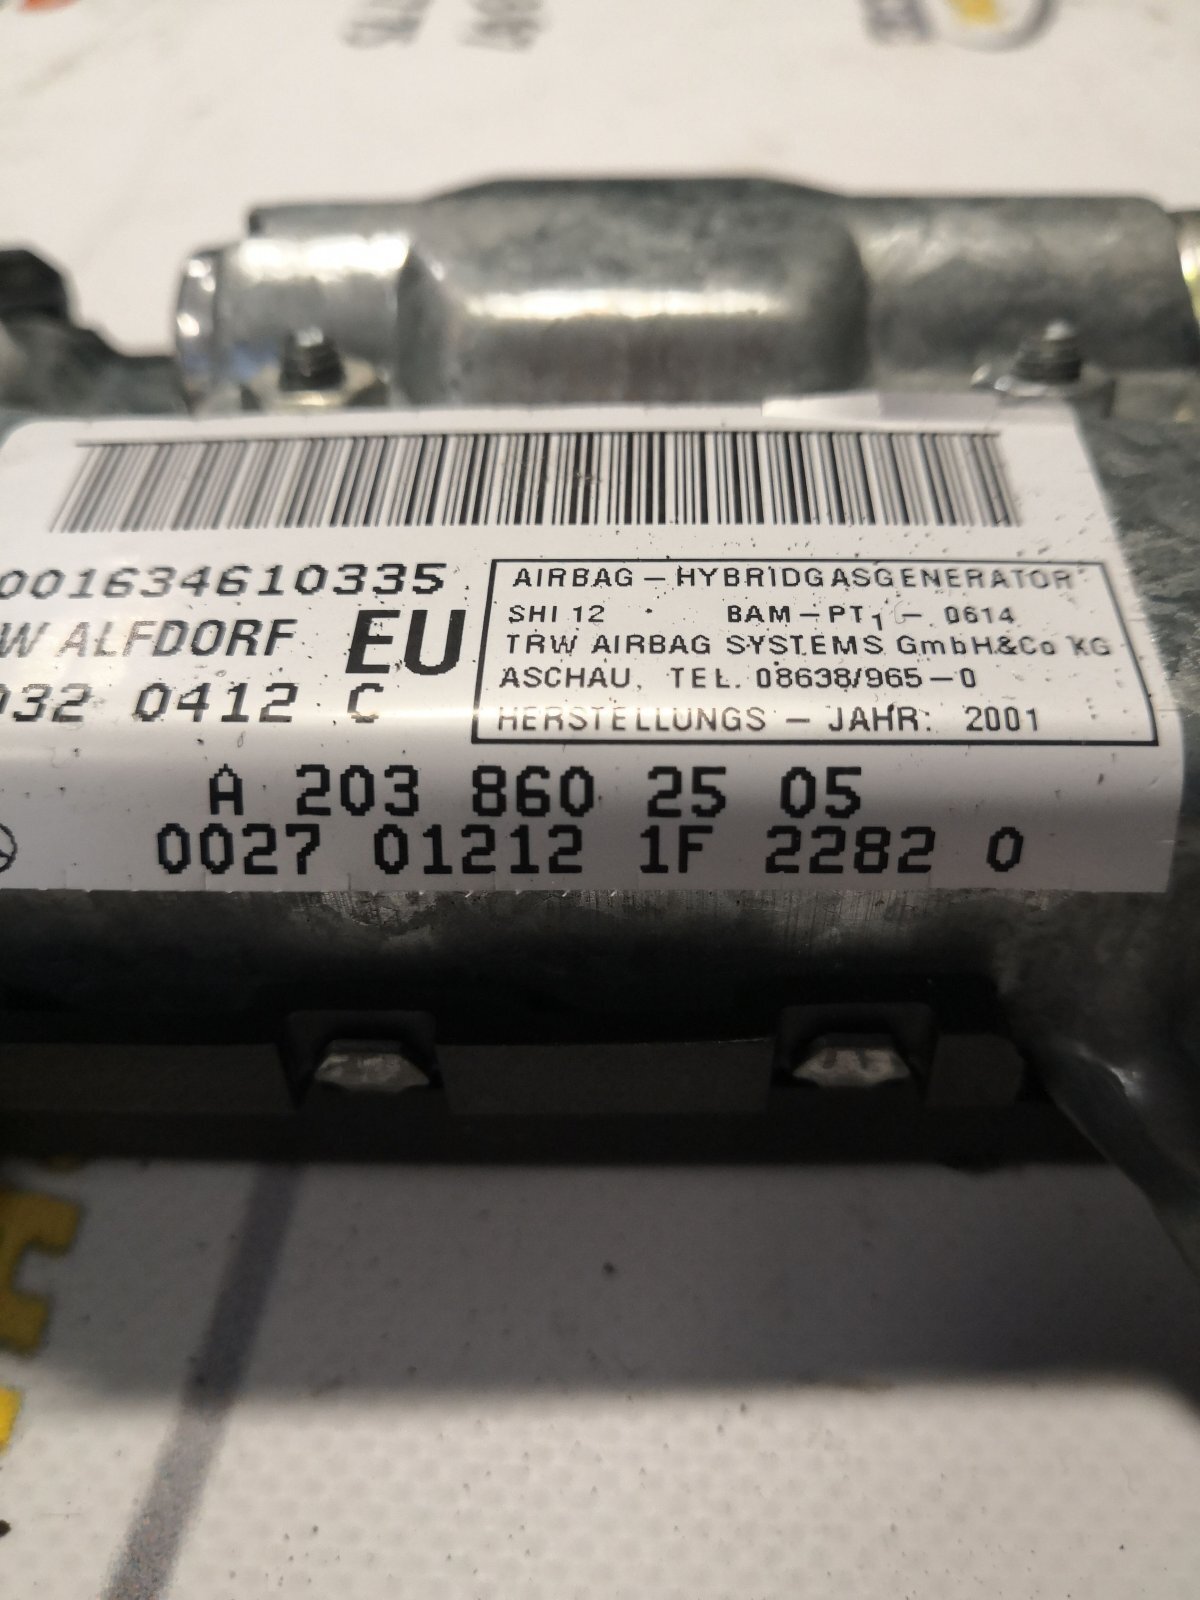 001634610335
W ALFDORF EU
032 0412 C
AIRBAG - HYBRIDGASGENERATOR
SHI 12 BAM - PT1 - 0614
TRW AIRBAG SYSTEMS GmbH&Co KG
ASCHAU, TEL. 08638/965-0
HERSTELLUNGS - JAHR: 2001
A 203 860 25 05
0027 01212 1F 2282 0